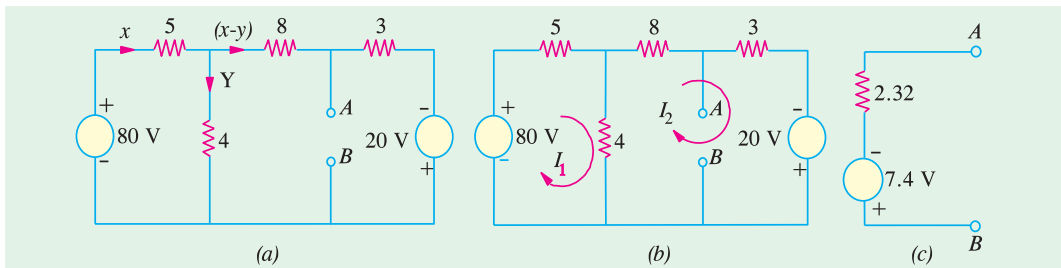 x 5 (x-y) 8 3
Y
+ 80 V -
4
A
B
- 20 V +
(a)
5 8 3
+ 80 V -
I1
4
I2
A
B
- 20 V +
(b)
A
2.32
- 7.4 V +
B
(c)